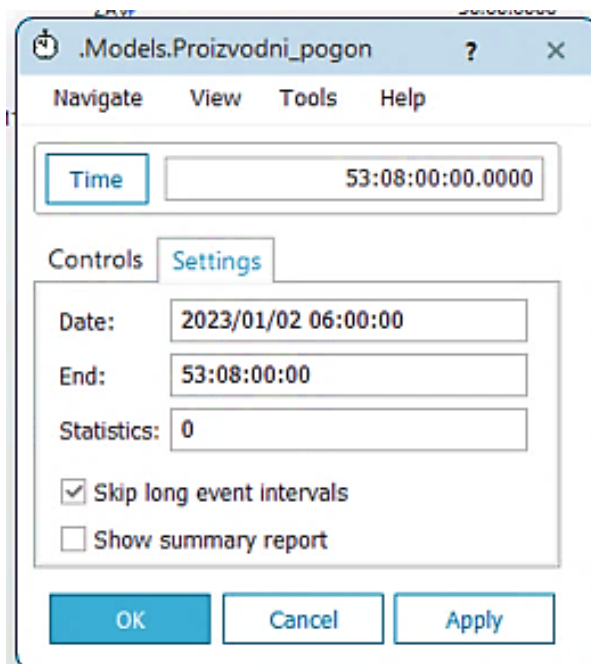 .Models.Proizvodni_pogon ? ×
Navigate View Tools Help
Time 53:08:00:00.0000
Controls Settings
Date: 2023/01/02 06:00:00
End: 53:08:00:00
Statistics: 0
Skip long event intervals
Show summary report
OK Cancel Apply